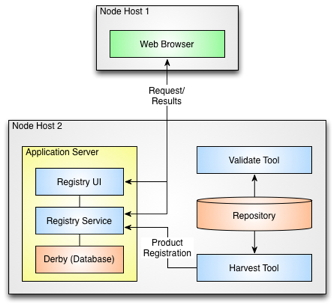 Node Host 1
Web Browser
Request/
Results
Node Host 2
Application Server
Registry UI
Registry Service
Derby (Database)
Product
Registration
Validate Tool
Repository
Harvest Tool